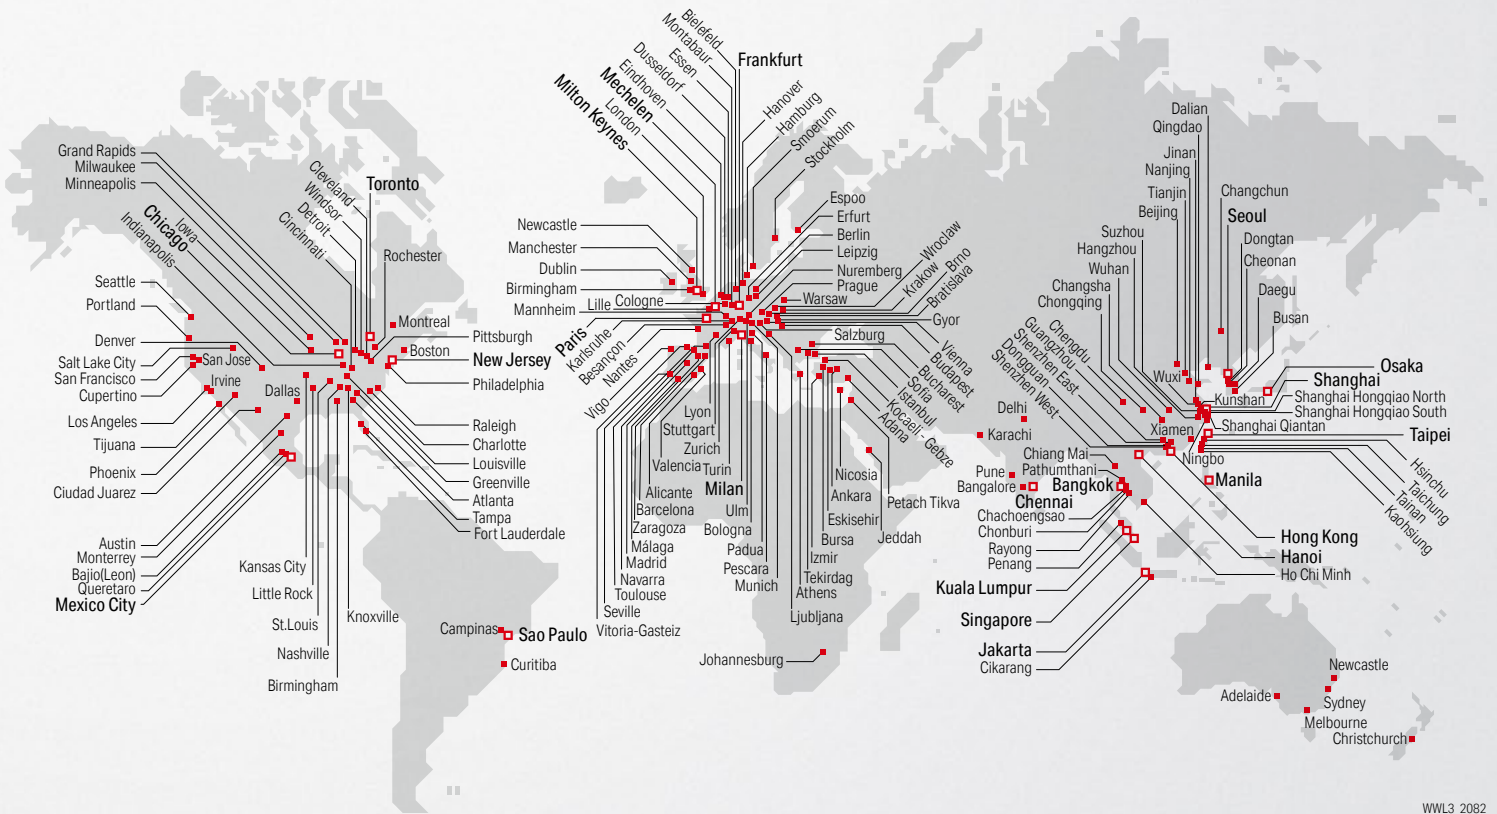 Grand Rapids
Milwaukee
Minneapolis
Iowa
Chicago
Indianapolis
Cleveland
Windsor
Detroit
Cincinnati
Toronto
Rochester
Montreal
Pittsburgh
Boston
New Jersey
Philadelphia
Seattle
Portland
Denver
Salt Lake City
San Jose
San Francisco
Cupertino
Irvine
Dallas
Los Angeles
Tijuana
Phoenix
Ciudad Juarez
Austin
Monterrey
Bajio(Leon)
Queretaro
Mexico City
Raleigh
Charlotte
Louisville
Greenville
Atlanta
Tampa
Fort Lauderdale
Kansas City
Little Rock
St.Louis
Nashville
Birmingham
Knoxville
Campinas
Sao Paulo
Curitiba
Bielefeld
Montabaur
Essen
Dusseldorf
Eindhoven
Mechelen
London
Milton Keynes
Frankfurt
Hanover
Hamburg
Smoerum
Stockholm
Newcastle
Manchester
Dublin
Birmingham
Lille
Cologne
Mannheim
Paris
Karlsruhe
Besançon
Nantes
Vigo
Espoo
Erfurt
Berlin
Leipzig
Nuremberg
Prague
Warsaw
Wroclaw
Krakow
Brno
Bratislava
Gyor
Salzburg
Vienna
Budapest
Bucharest
Sofia
Istanbul
Kocaeli - Gebze
Adana
Lyon
Stuttgart
Zurich
Valencia
Turin
Milan
Alicante
Barcelona
Ulm
Zaragoza
Bologna
Málaga
Padua
Madrid
Pescara
Navarra
Munich
Toulouse
Seville
Vitoria-Gasteiz
Nicosia
Ankara
Petach Tikva
Eskisehir
Bursa
Jeddah
Izmir
Tekirdag
Athens
Ljubljana
Johannesburg
Dalian
Qingdao
Jinan
Nanjing
Tianjin
Beijing
Changchun
Seoul
Suzhou
Hangzhou
Wuhan
Changsha
Chongqing
Dongtan
Cheonan
Daegu
Busan
Chengdu
Guangzhou
Shenzhen East
Dongguan
Shenzhen West
Wuxi
Kunshan
Osaka
Shanghai
Shanghai Hongqiao North
Shanghai Hongqiao South
Shanghai Qiantan
Xiamen
Taipei
Ningbo
Hsinchu
Taichung
Tainan
Kaohsiung
Delhi
Karachi
Chiang Mai
Pune
Pathumthani
Bangalore
Bangkok
Chennai
Manila
Chachoengsao
Chonburi
Rayong
Penang
Kuala Lumpur
Singapore
Jakarta
Cikarang
Hong Kong
Hanoi
Ho Chi Minh
Newcastle
Adelaide
Sydney
Melbourne
Christchurch
WWL3 2082